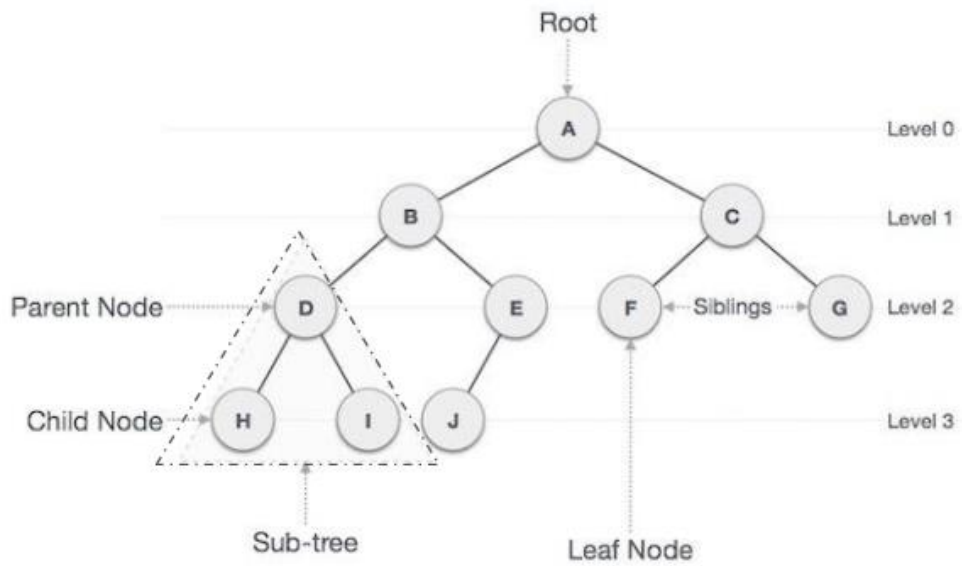 Root
A
Level 0
B
C
Level 1
Parent Node
D
E
F
Siblings
G
Level 2
Child Node
H
I
J
Level 3
Sub-tree
Leaf Node